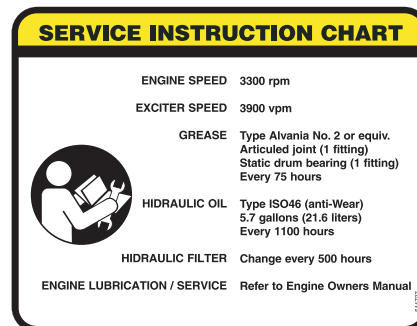 SERVICE INSTRUCTION CHART
ENGINE SPEED 3300 rpm
EXCITER SPEED 3900 vpm
GREASE Type Alvania No. 2 or equiv.
Articuled joint (1 fitting)
Static drum bearing (1 fitting)
Every 75 hours
HIDRAULIC OIL Type ISO46 (anti-Wear)
5.7 gallons (21.6 liters)
Every 1100 hours
HIDRAULIC FILTER Change every 500 hours
ENGINE LUBRICATION / SERVICE Refer to Engine Owners Manual